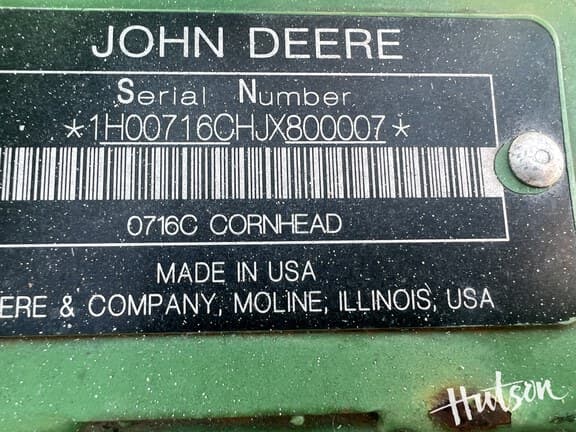 JOHN DEERE
Serial Number
*1H00716CHJX800007*
0716C CORNHEAD
MADE IN USA
ERE & COMPANY, MOLINE, ILLINOIS, USA
Hutson